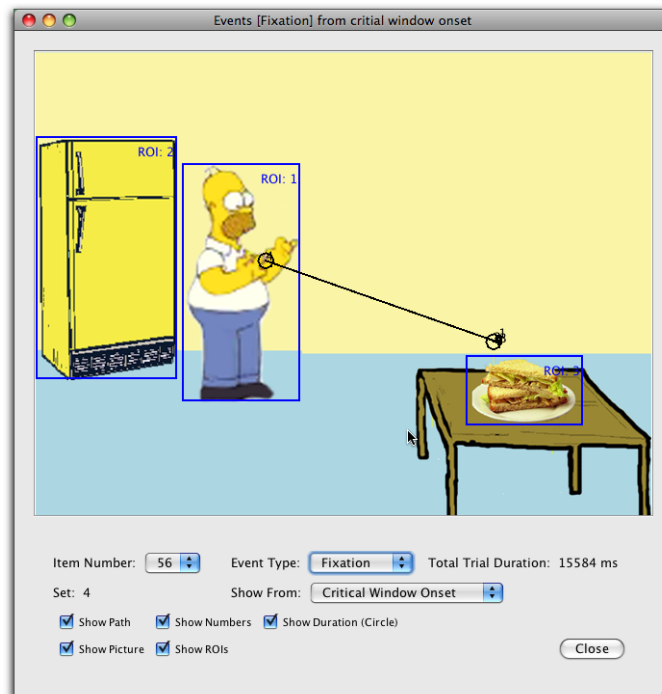 Events [Fixation] from critial window onset
ROI: 2
ROI: 1
ROI: 3
Item Number: 56 Event Type: Fixation Total Trial Duration: 15584 ms
Set: 4 Show From: Critical Window Onset
Show Path Show Numbers Show Duration (Circle)
Show Picture Show ROIs Close